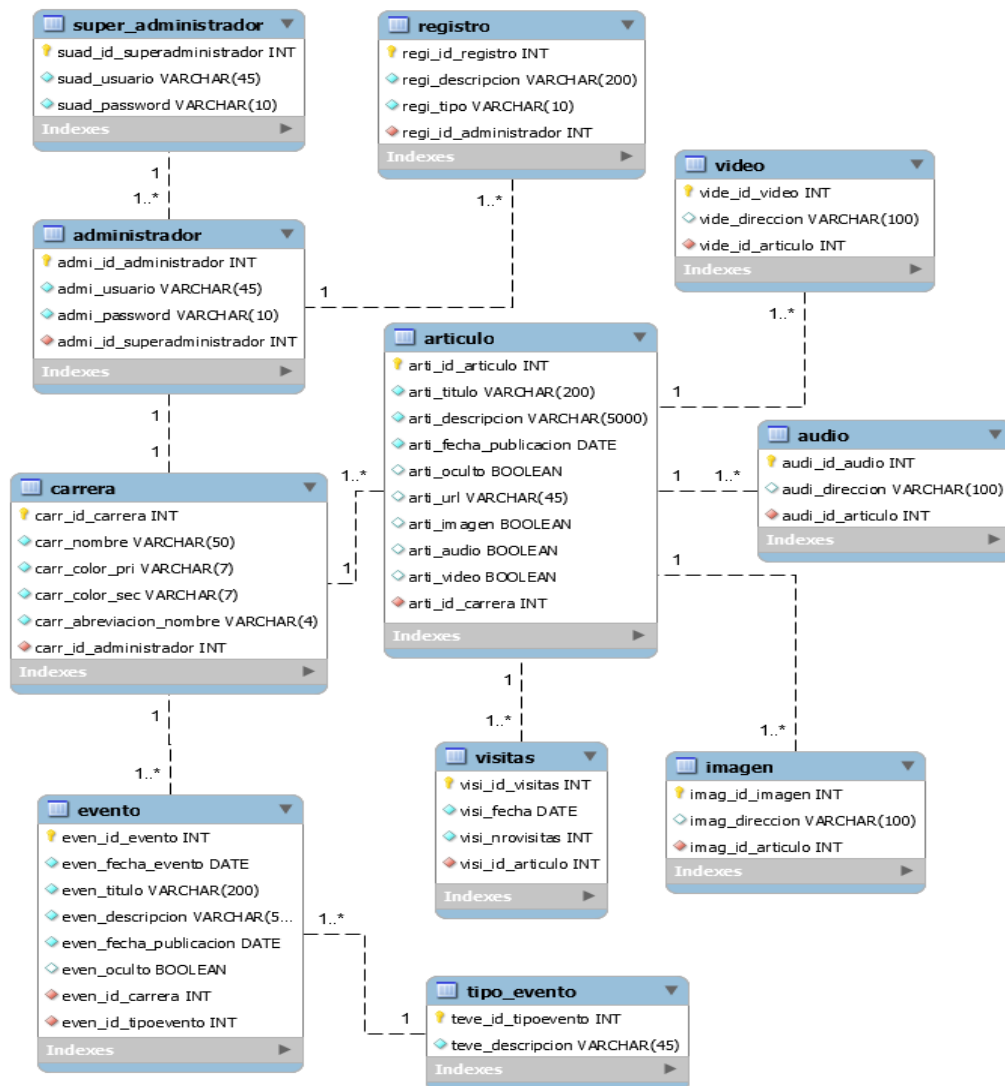 super_administrador
suad_id_superadministrador INT
suad_usuario VARCHAR(45)
suad_password VARCHAR(10)
Indexes
registro
regi_id_registro INT
regi_descripcion VARCHAR(200)
regi_tipo VARCHAR(10)
regi_id_administrador INT
Indexes
1
1..*
1..*
1
administrador
admi_id_administrador INT
admi_usuario VARCHAR(45)
admi_password VARCHAR(10)
admi_id_superadministrador INT
Indexes
video
vide_id_video INT
vide_direccion VARCHAR(100)
vide_id_articulo INT
Indexes
1..*
1
articulo
arti_id_articulo INT
arti_titulo VARCHAR(200)
arti_descripcion VARCHAR(5000)
arti_fecha_publicacion DATE
arti_oculto BOOLEAN
arti_url VARCHAR(45)
arti_imagen BOOLEAN
arti_audio BOOLEAN
arti_video BOOLEAN
arti_id_carrera INT
Indexes
1
1..*
audio
audi_id_audio INT
audi_direccion VARCHAR(100)
audi_id_articulo INT
Indexes
1
1
1..*
1
carrera
carr_id_carrera INT
carr_nombre VARCHAR(50)
carr_color_pri VARCHAR(7)
carr_color_sec VARCHAR(7)
carr_abreviacion_nombre VARCHAR(4)
carr_id_administrador INT
Indexes
1
1..*
1
1..*
1
1..*
visitas
visi_id_visitas INT
visi_fecha DATE
visi_nrovisitas INT
visi_id_articulo INT
Indexes
imagen
imag_id_imagen INT
imag_direccion VARCHAR(100)
imag_id_articulo INT
Indexes
evento
even_id_evento INT
even_fecha_evento DATE
even_titulo VARCHAR(200)
even_descripcion VARCHAR(5...
even_fecha_publicacion DATE
even_oculto BOOLEAN
even_id_carrera INT
even_id_tipoevento INT
Indexes
1..*
1
tipo_evento
teve_id_tipoevento INT
teve_descripcion VARCHAR(45)
Indexes